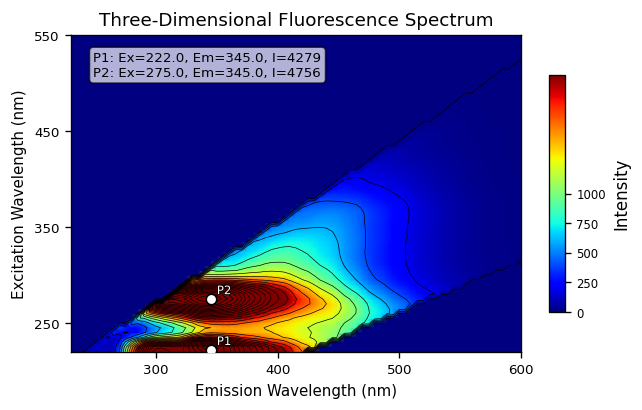 Three-Dimensional Fluorescence Spectrum
P1: Ex=222.0, Em=345.0, I=4279
P2: Ex=275.0, Em=345.0, I=4756
550
450
350
250
Excitation Wavelength (nm)
P2
P1
300
400
500
600
Emission Wavelength (nm)
1000
750
500
250
0
Intensity